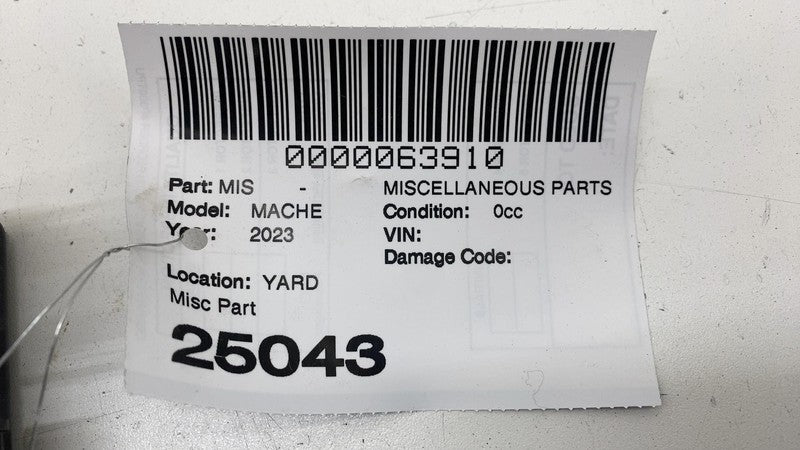 0000063910
Part: MIS - MISCELLANEOUS PARTS
Model: MACHE Condition: 0cc
Year: 2023 VIN:
Damage Code:
Location: YARD
Misc Part
25043